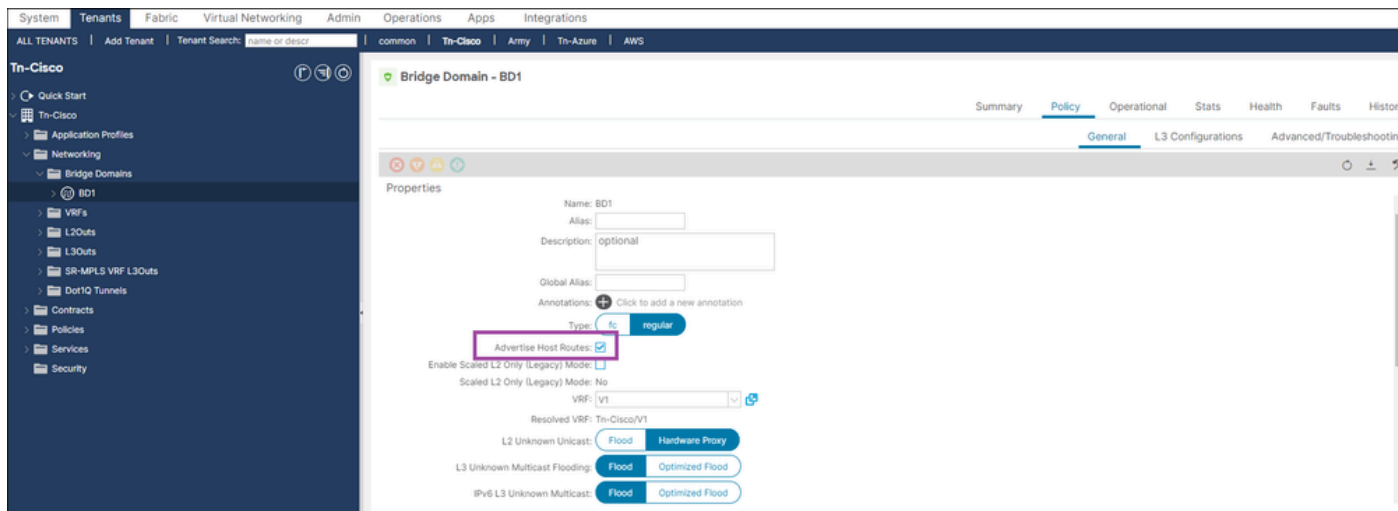 System Tenants Fabric Virtual Networking Admin Operations Apps Integrations
ALL TENANTS | Add Tenant | Tenant Search: name or descr | common | Tn-Cisco | Army | Tn-Azure | AWS
Tn-Cisco
Quick Start
Tn-Cisco
Application Profiles
Networking
Bridge Domains
BD1
VRFs
L2Outs
L3Outs
SR-MPLS VRF L3Outs
Dot1Q Tunnels
Contracts
Policies
Services
Security
Bridge Domain - BD1
Summary Policy Operational Stats Health Faults Histor
General L3 Configurations Advanced/Troubleshootin
Properties
Name: BD1
Alias:
Description: optional
Global Alias:
Annotations: Click to add a new annotation
Type: fc regular
Advertise Host Routes:
Enable Scaled L2 Only (Legacy) Mode:
Scaled L2 Only (Legacy) Mode: No
VRF: V1
Resolved VRF: Tn-Cisco/V1
L2 Unknown Unicast: Flood Hardware Proxy
L3 Unknown Multicast Flooding: Flood Optimized Flood
IPv6 L3 Unknown Multicast: Flood Optimized Flood